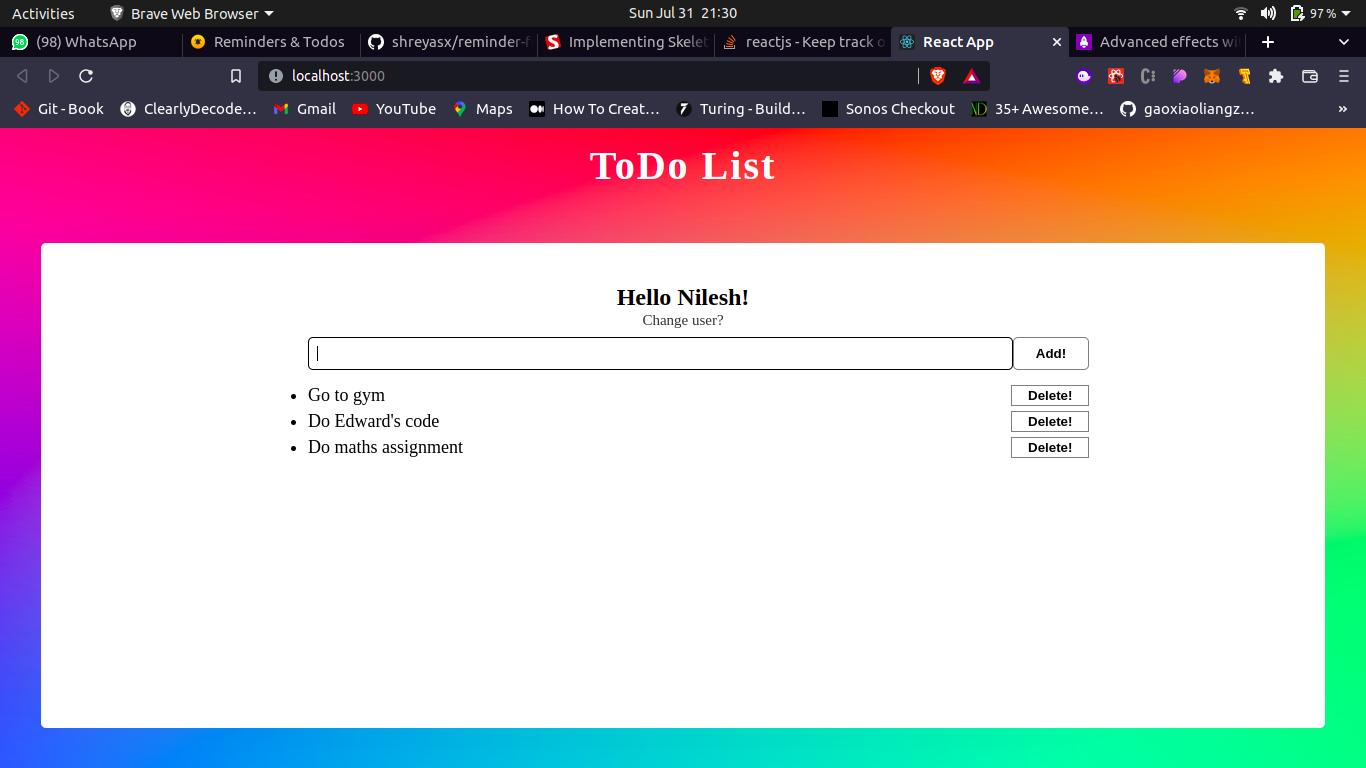 Activities Brave Web Browser Sun Jul 31 21:30 97 %
(98) WhatsApp Reminders & Todos shreyasx/reminder-f Implementing Skelet reactjs - Keep track o React App Advanced effects wi
localhost:3000
Git - Book ClearlyDecode… Gmail YouTube Maps How To Creat… Turing - Build… Sonos Checkout 35+ Awesome… gaoxiaoliangz… »
ToDo List
Hello Nilesh!
Change user?
Add!
Go to gym Delete!
Do Edward's code Delete!
Do maths assignment Delete!